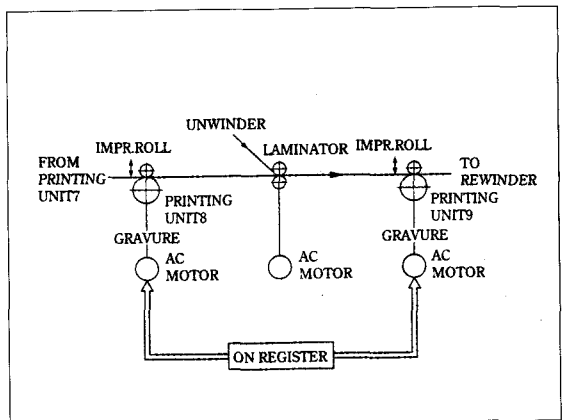 UNWINDER
IMPR.ROLL
LAMINATOR
IMPR.ROLL
FROM
PRINTING
UNIT7
TO
REWINDER
PRINTING
UNIT8
PRINTING
UNIT9
GRAVURE
GRAVURE
AC
MOTOR
AC
MOTOR
AC
MOTOR
ON REGISTER